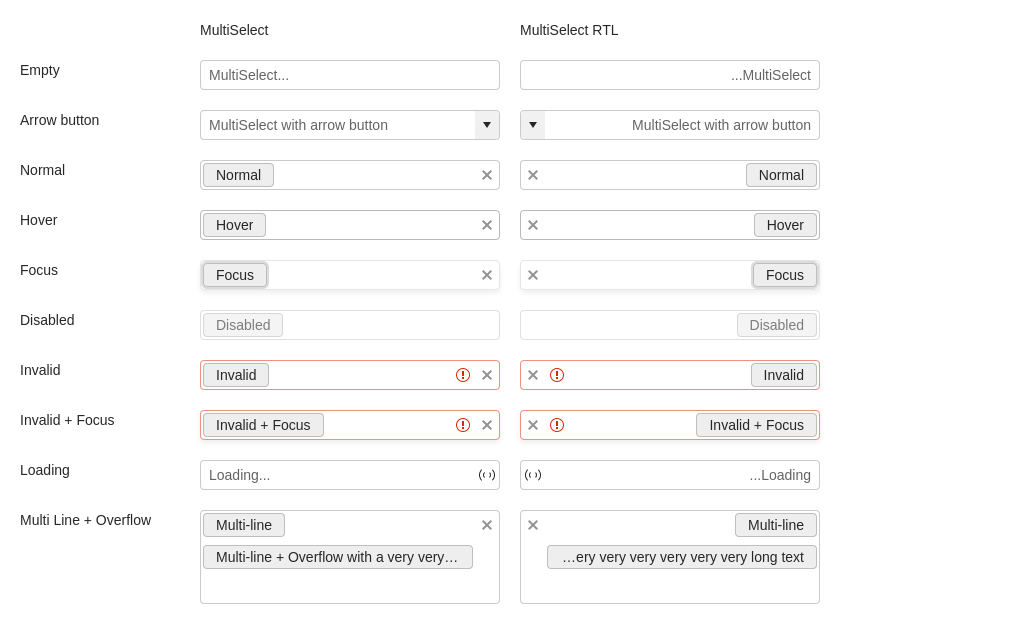 MultiSelect MultiSelect RTL
Empty MultiSelect... ...MultiSelect
Arrow button MultiSelect with arrow button MultiSelect with arrow button
Normal Normal Normal
Hover Hover Hover
Focus Focus Focus
Disabled Disabled Disabled
Invalid Invalid Invalid
Invalid + Focus Invalid + Focus Invalid + Focus
Loading Loading... ...Loading
Multi Line + Overflow Multi-line Multi-line
Multi-line + Overflow with a very very… …ery very very very very very long text